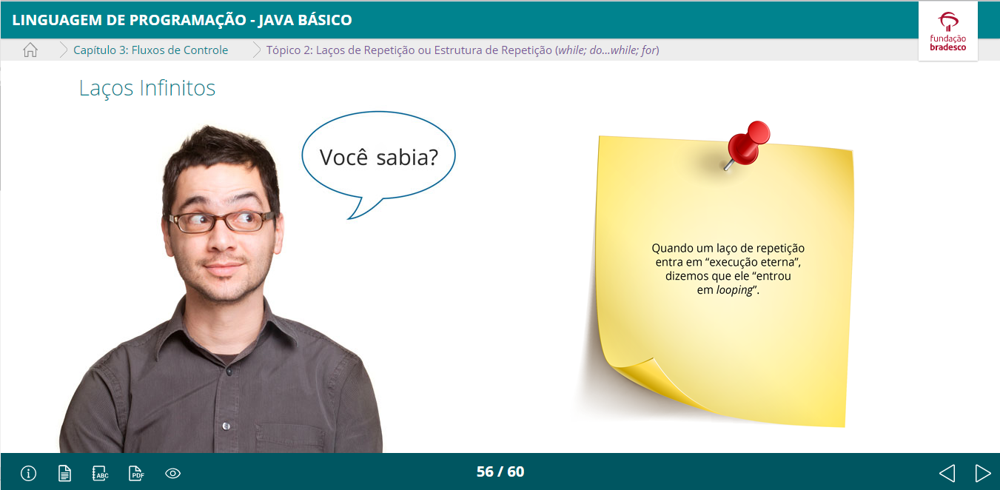 LINGUAGEM DE PROGRAMAÇÃO - JAVA BÁSICO
fundação
bradesco
Capítulo 3: Fluxos de Controle
Tópico 2: Laços de Repetição ou Estrutura de Repetição (while; do...while; for)
Laços Infinitos
Você sabia?
Quando um laço de repetição
entra em “execução eterna”,
dizemos que ele “entrou
em looping”.
ABC
PDF
56 / 60